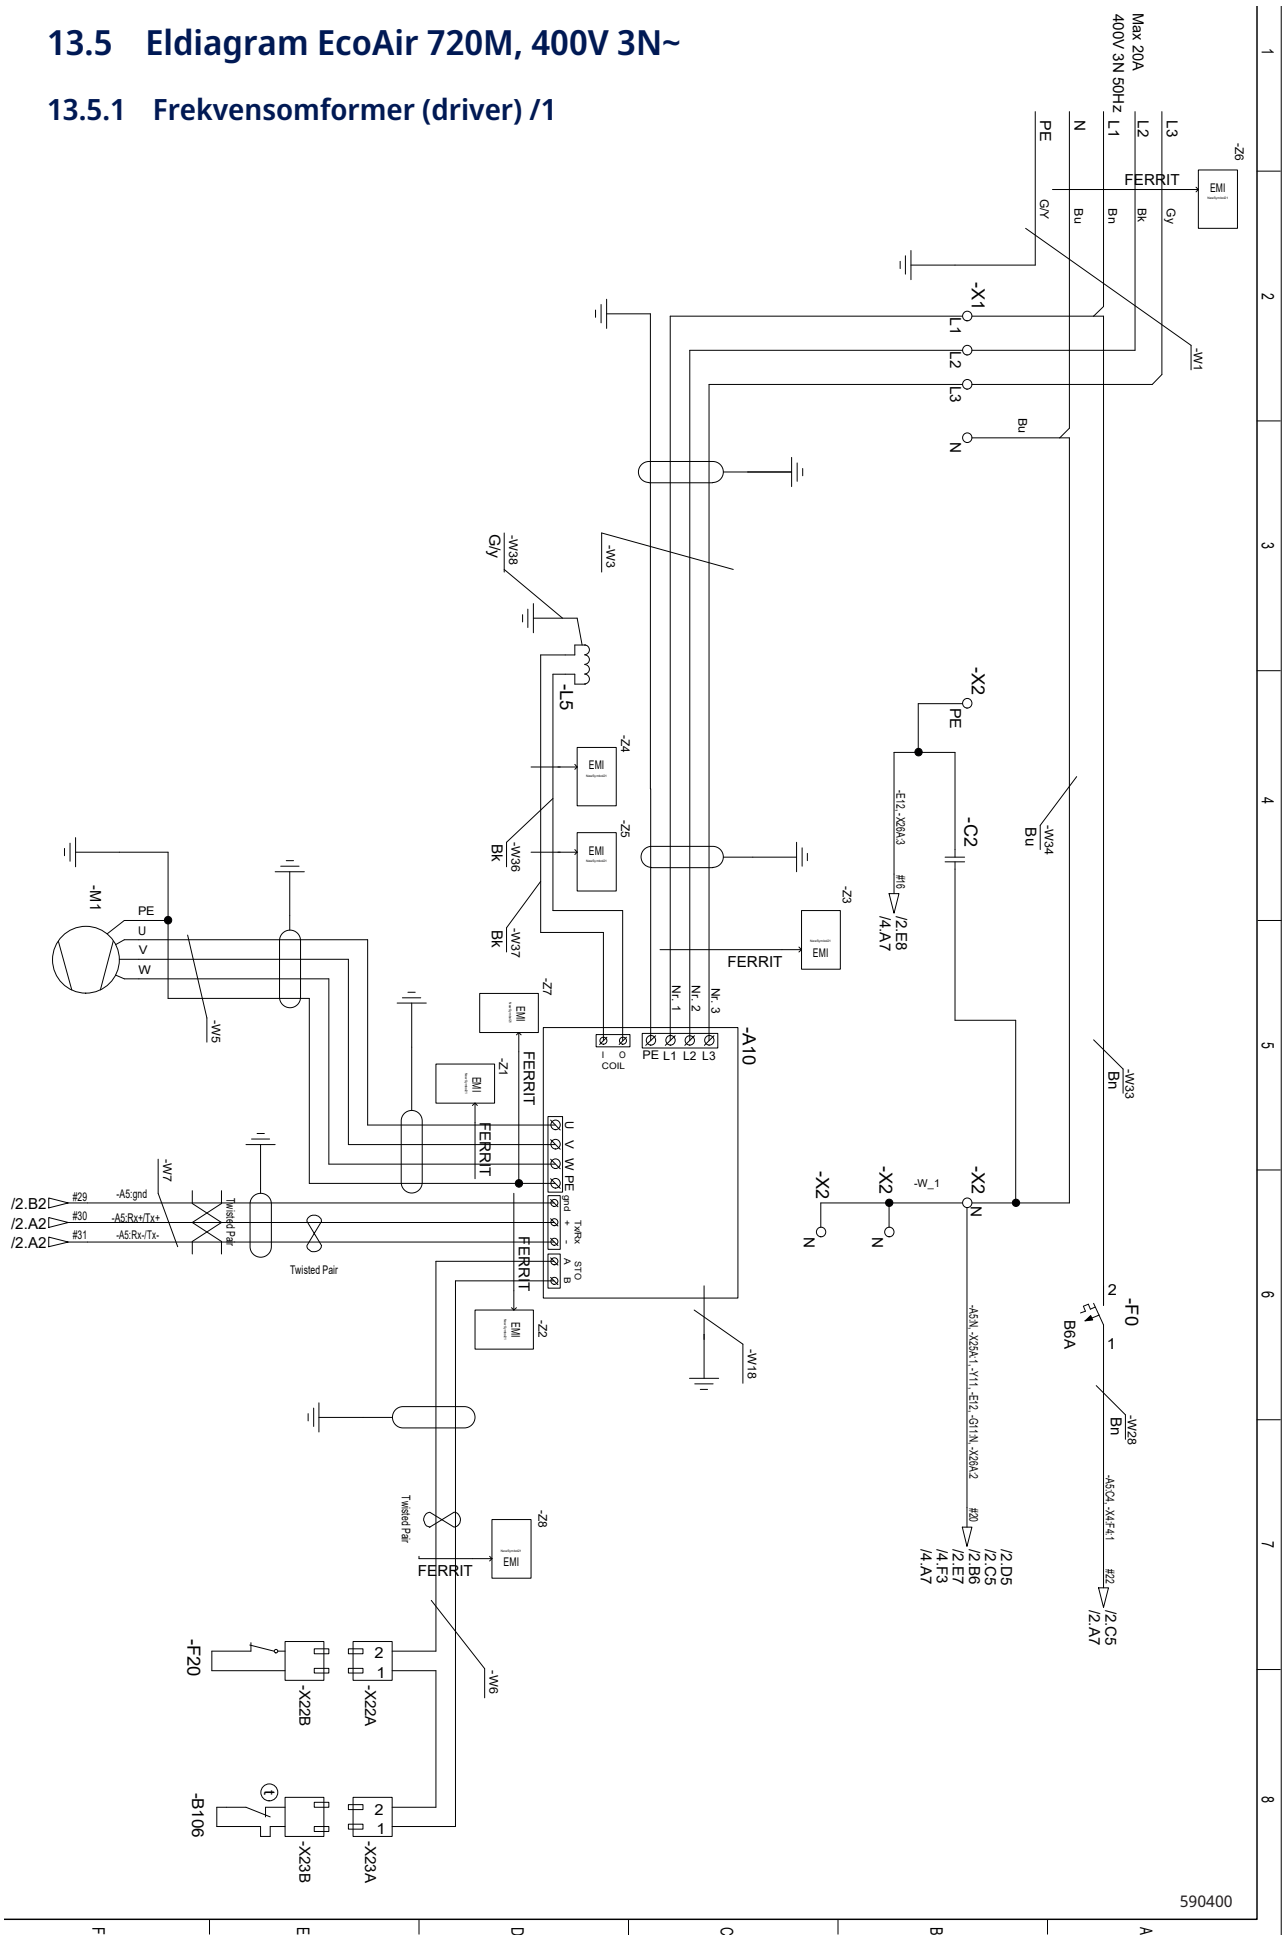 13.5 Eldiagram EcoAir 720M, 400V 3N~
13.5.1 Frekvensomformer (driver) /1
Max 20A
400V 3N 50Hz
PE
N
L1
L2
L3
-Z6
EMI
FERRIT
G/Y
Bu
Bn
Bk
Gy
-W1
-X1
L1
L2
L3
N
Bu
1
2
3
4
5
6
7
8
-W38
G/y
-W3
-L5
-Z4
EMI
-Z5
EMI
-W36
Bk
-W37
Bk
-X2
PE
-E12,-X26A:3
#16
/2.E8
/4.A7
-C2
-W34
Bu
-Z3
EMI
FERRIT
Nr. 1
Nr. 2
Nr. 3
-M1
PE
U
V
W
-W5
-Z7
EMI
FERRIT
-Z1
EMI
FERRIT
-A10
I
O
COIL
PE L1 L2 L3
U
V
W
PE
gnd
+
-
Tx/Rx
A
B
STO
-W33
Bn
-W7
/2.B2
#29
-A5:gnd
/2.A2
#30
-A5:Rx+/Tx+
/2.A2
#31
-A5:Rx-/Tx-
Twisted Pair
Twisted Pair
FERRIT
-Z2
EMI
-W18
-X2
N
-X2
N
-W_1
-X2
N
-A5:N, -X25A:1, -Y11, -E12, -G11:N, -X26A:2
#20
/2.D5
/2.C5
/2.B6
/2.E7
/4.F3
/4.A7
2
-F0
1
B6A
-W28
Bn
-A5:C4, -X4:F4:1
#22
/2.C5
/2.A7
Twisted Pair
-Z8
EMI
FERRIT
-W6
-F20
-X22B
2
1
-X22A
-B106
t
-X23B
2
1
-X23A
590400
F
E
D
C
B
A